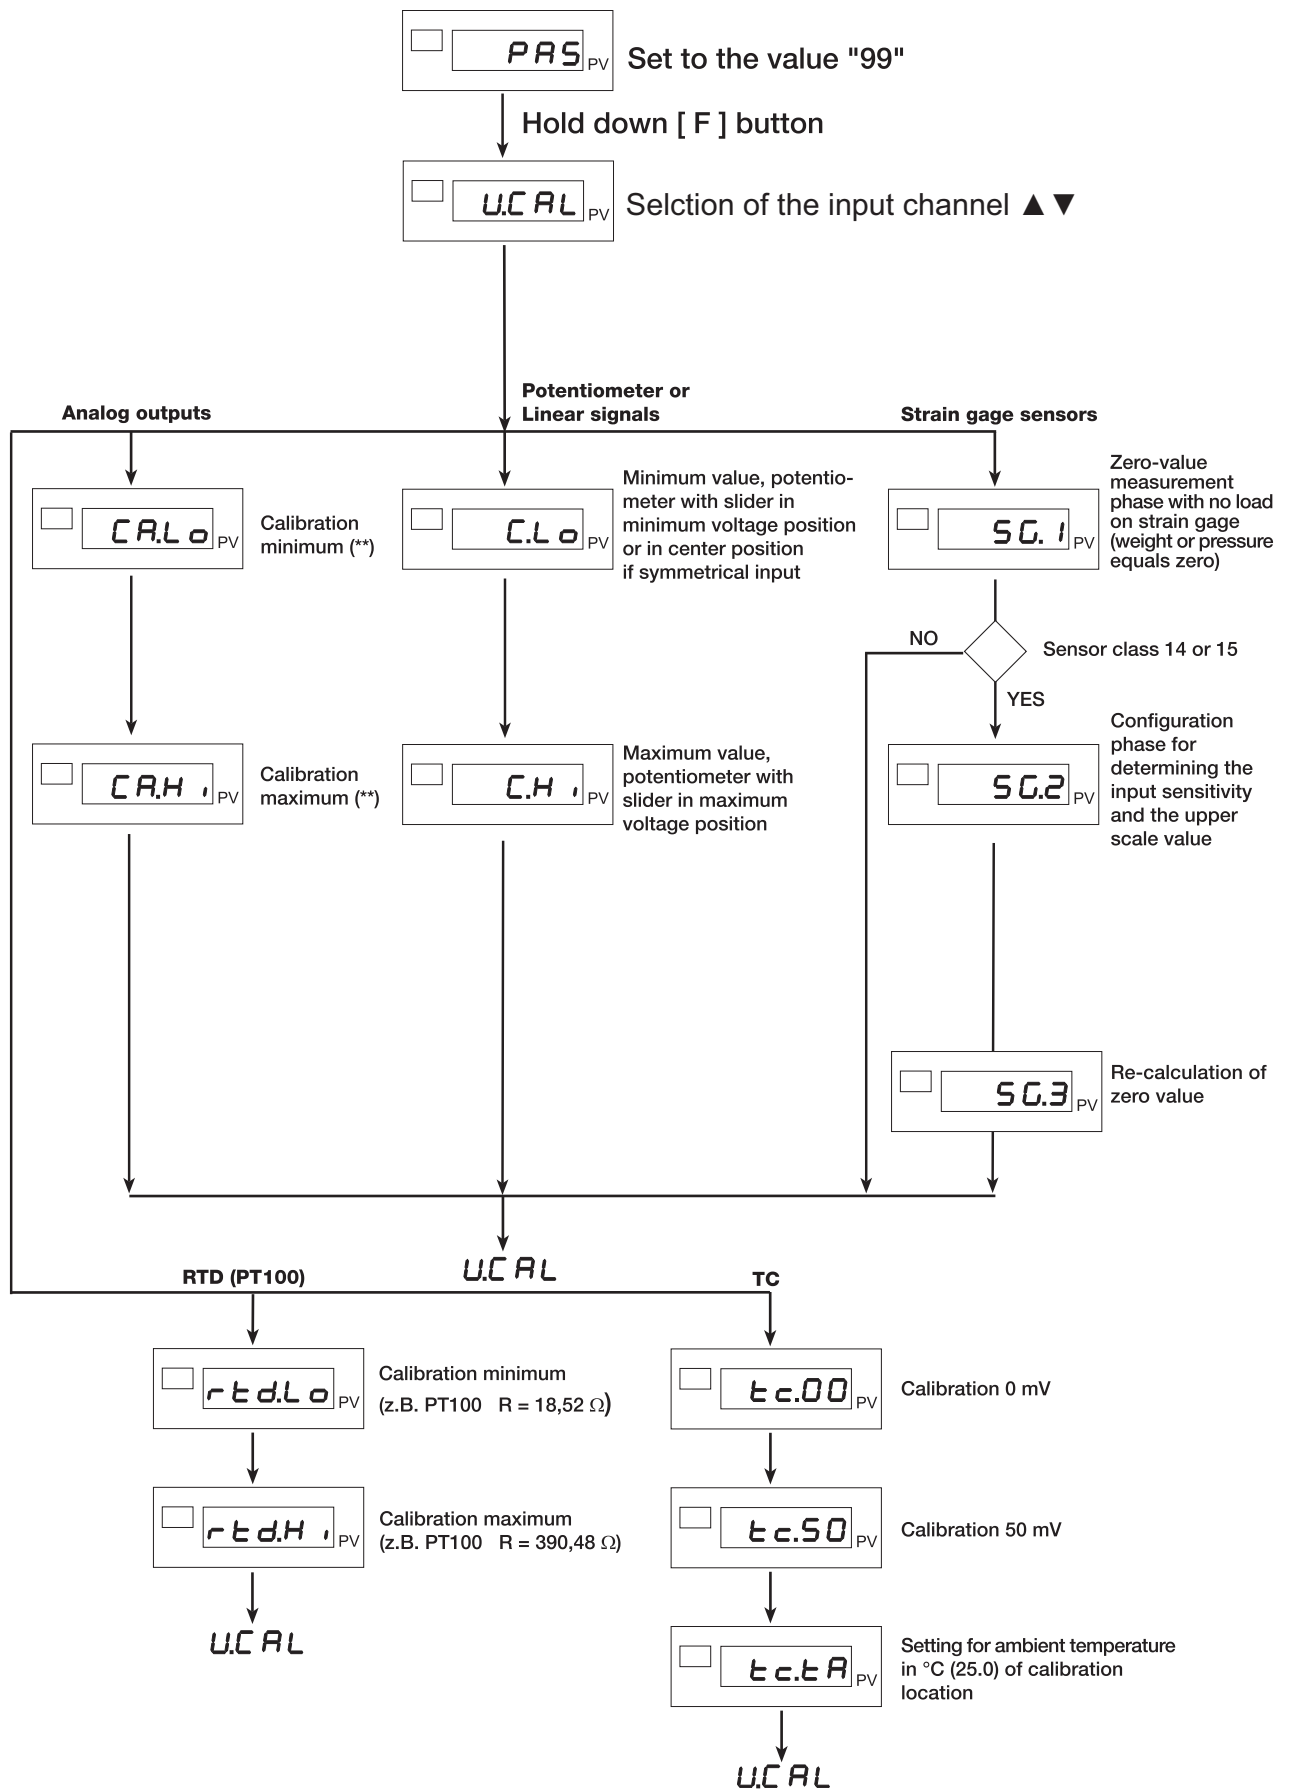 PAS
PV
Set to the value "99"
Hold down [ F ] button
U.CAL
PV
Selction of the input channel ▲▼
Analog outputs
Potentiometer or
Linear signals
Strain gage sensors
CA.Lo
PV
Calibration
minimum (**)
C.Lo
PV
Minimum value, potentio-
meter with slider in
minimum voltage position
or in center position
if symmetrical input
SG.1
PV
Zero-value
measurement
phase with no load
on strain gage
(weight or pressure
equals zero)
NO
Sensor class 14 or 15
YES
CA.Hi
PV
Calibration
maximum (**)
C.Hi
PV
Maximum value,
potentiometer with
slider in maximum
voltage position
SG.2
PV
Configuration
phase for
determining the
input sensitivity
and the upper
scale value
SG.3
PV
Re-calculation of
zero value
U.CAL
RTD (PT100)
TC
rtd.Lo
PV
Calibration minimum
(z.B. PT100 R = 18,52 Ω)
tc.00
PV
Calibration 0 mV
rtd.Hi
PV
Calibration maximum
(z.B. PT100 R = 390,48 Ω)
tc.50
PV
Calibration 50 mV
U.CAL
tc.tA
PV
Setting for ambient temperature
in °C (25.0) of calibration
location
U.CAL